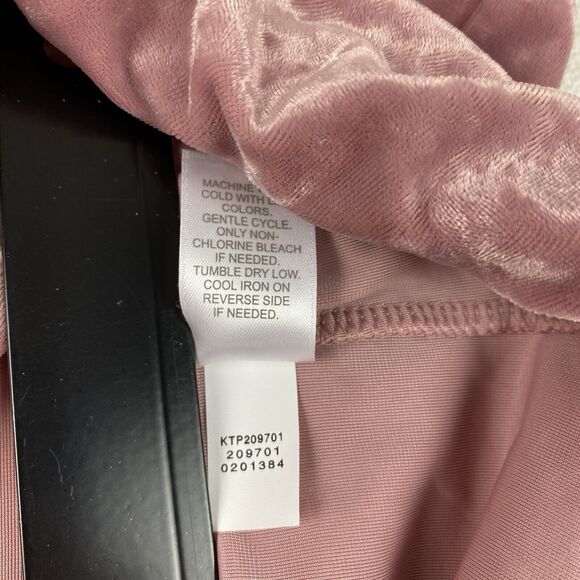 MACHINE
COLD WITH
COLORS.
GENTLE CYCLE.
ONLY NON-
CHLORINE BLEACH
IF NEEDED.
TUMBLE DRY LOW.
COOL IRON ON
REVERSE SIDE
IF NEEDED.
KTP209701
209701
0201384